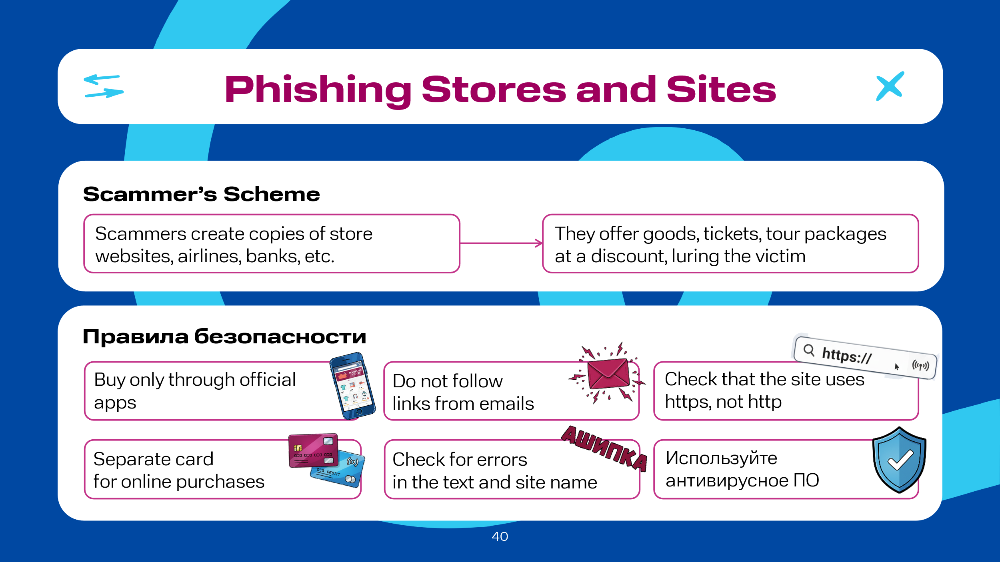 Phishing Stores and Sites
Scammer's Scheme
Scammers create copies of store
websites, airlines, banks, etc.
They offer goods, tickets, tour packages
at a discount, luring the victim
Правила безопасности
Buy only through official
apps
Do not follow
links from emails
https://
Check that the site uses
https, not http
Separate card
for online purchases
DEBIIT
АШИПКА
Check for errors
in the text and site name
Используйте
антивирусное ПО
40